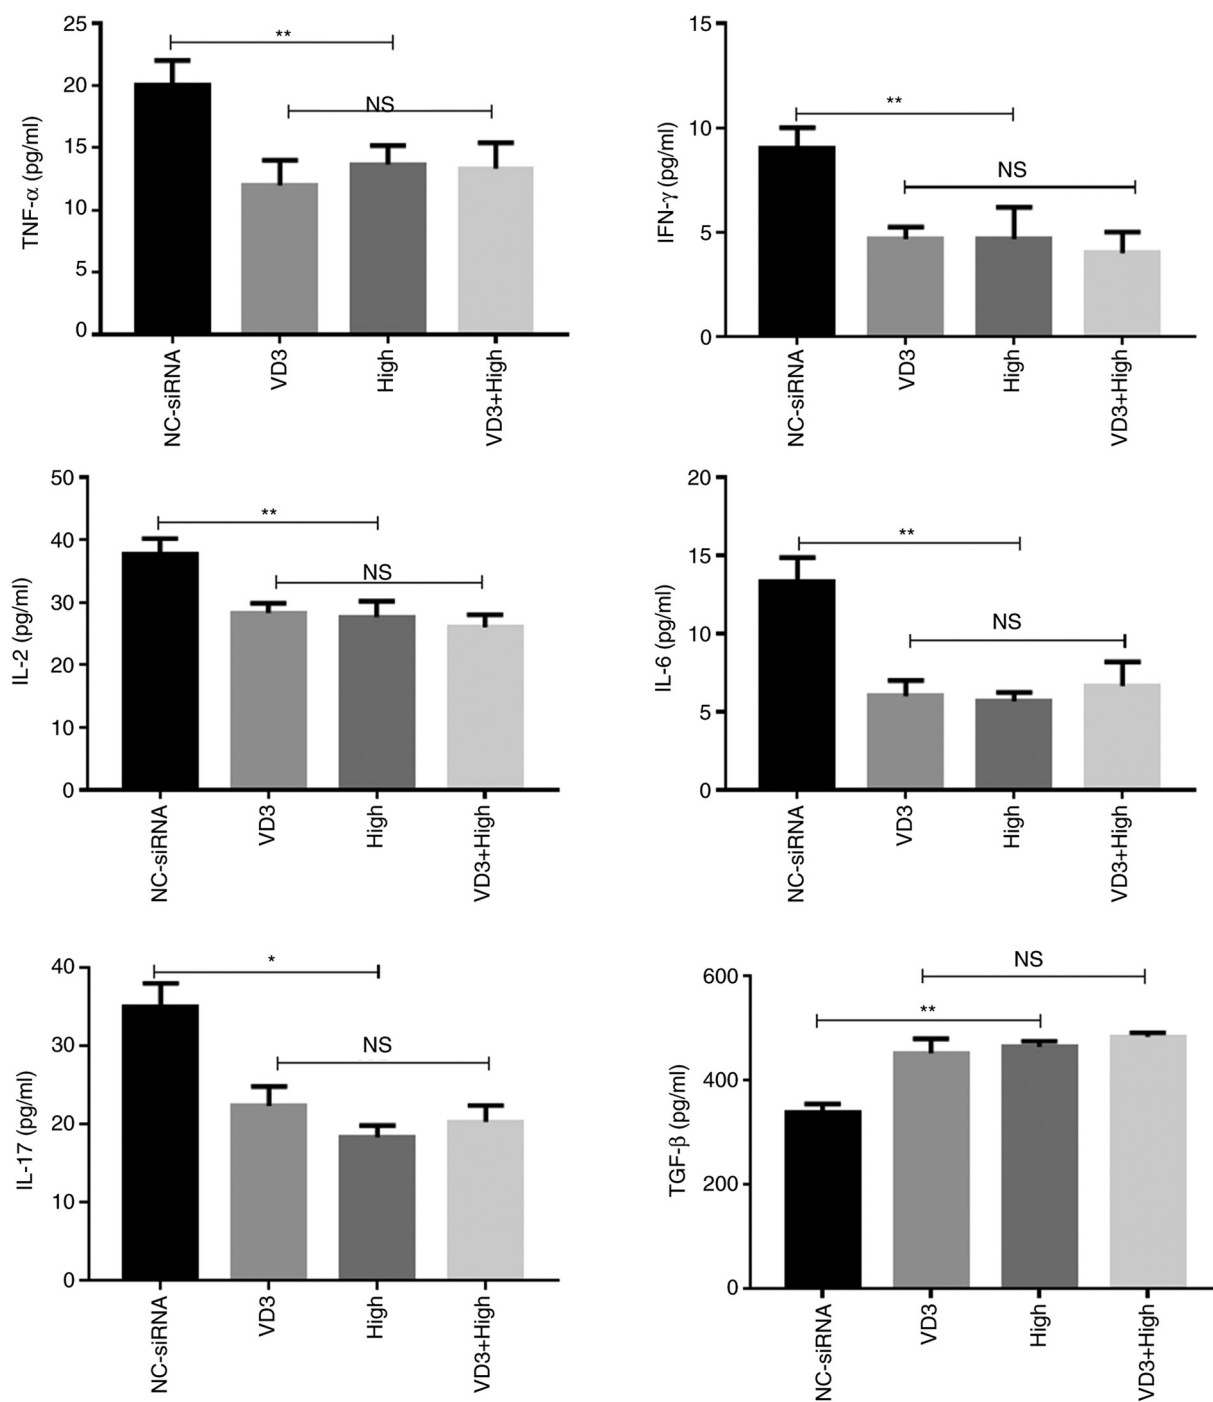 25
20
15
10
5
0
TNF-α (pg/ml)
**
NS
NC-siRNA
VD3
High
VD3+High
15
10
5
0
IFN-γ (pg/ml)
**
NS
NC-siRNA
VD3
High
VD3+High
50
40
30
20
10
0
IL-2 (pg/ml)
**
NS
NC-siRNA
VD3
High
VD3+High
20
15
10
5
0
IL-6 (pg/ml)
**
NS
NC-siRNA
VD3
High
VD3+High
40
30
20
10
0
IL-17 (pg/ml)
*
NS
NC-siRNA
VD3
High
VD3+High
600
400
200
0
TGF-β (pg/ml)
NS
**
NC-siRNA
VD3
High
VD3+High